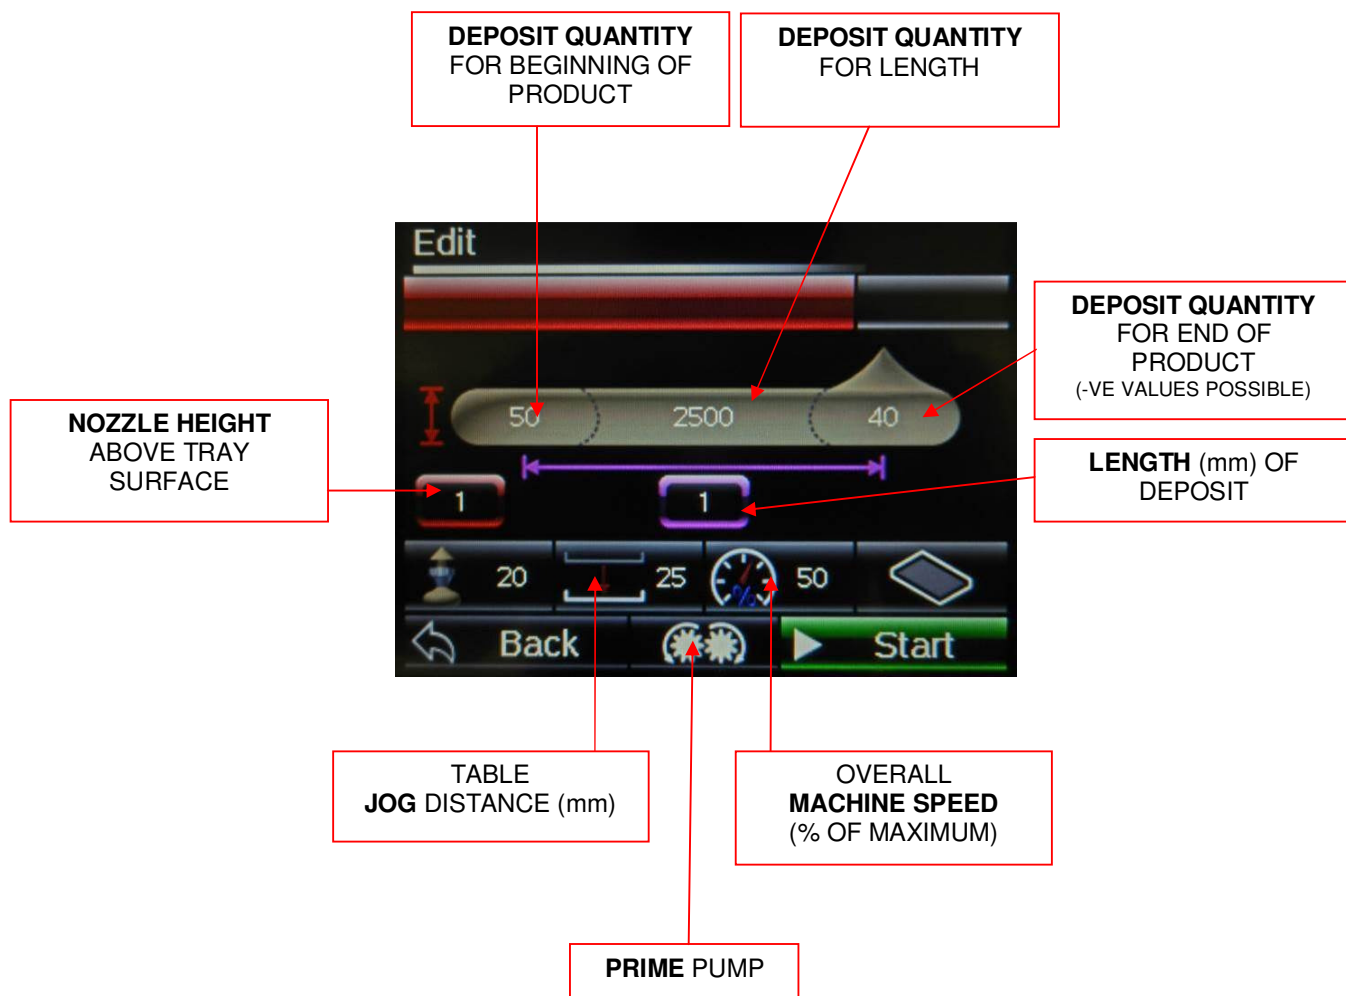 DEPOSIT QUANTITY
FOR BEGINNING OF
PRODUCT
DEPOSIT QUANTITY
FOR LENGTH
Edit
DEPOSIT QUANTITY
FOR END OF
PRODUCT
(-VE VALUES POSSIBLE)
50 2500 40
NOZZLE HEIGHT
ABOVE TRAY
SURFACE
LENGTH (mm) OF
DEPOSIT
1 1
20 25 % 50
Back Start
TABLE
JOG DISTANCE (mm)
OVERALL
MACHINE SPEED
(% OF MAXIMUM)
PRIME PUMP